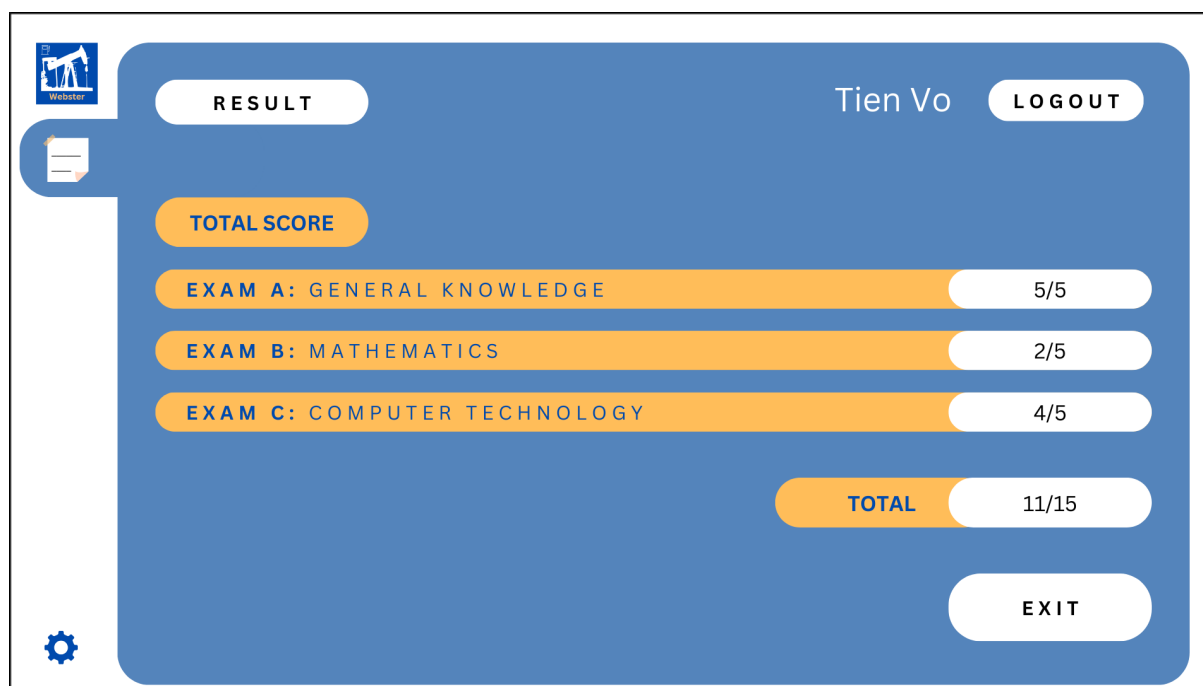 Webster
RESULT
Tien Vo
LOGOUT
TOTAL SCORE
EXAM A: GENERAL KNOWLEDGE 5/5
EXAM B: MATHEMATICS 2/5
EXAM C: COMPUTER TECHNOLOGY 4/5
TOTAL 11/15
EXIT